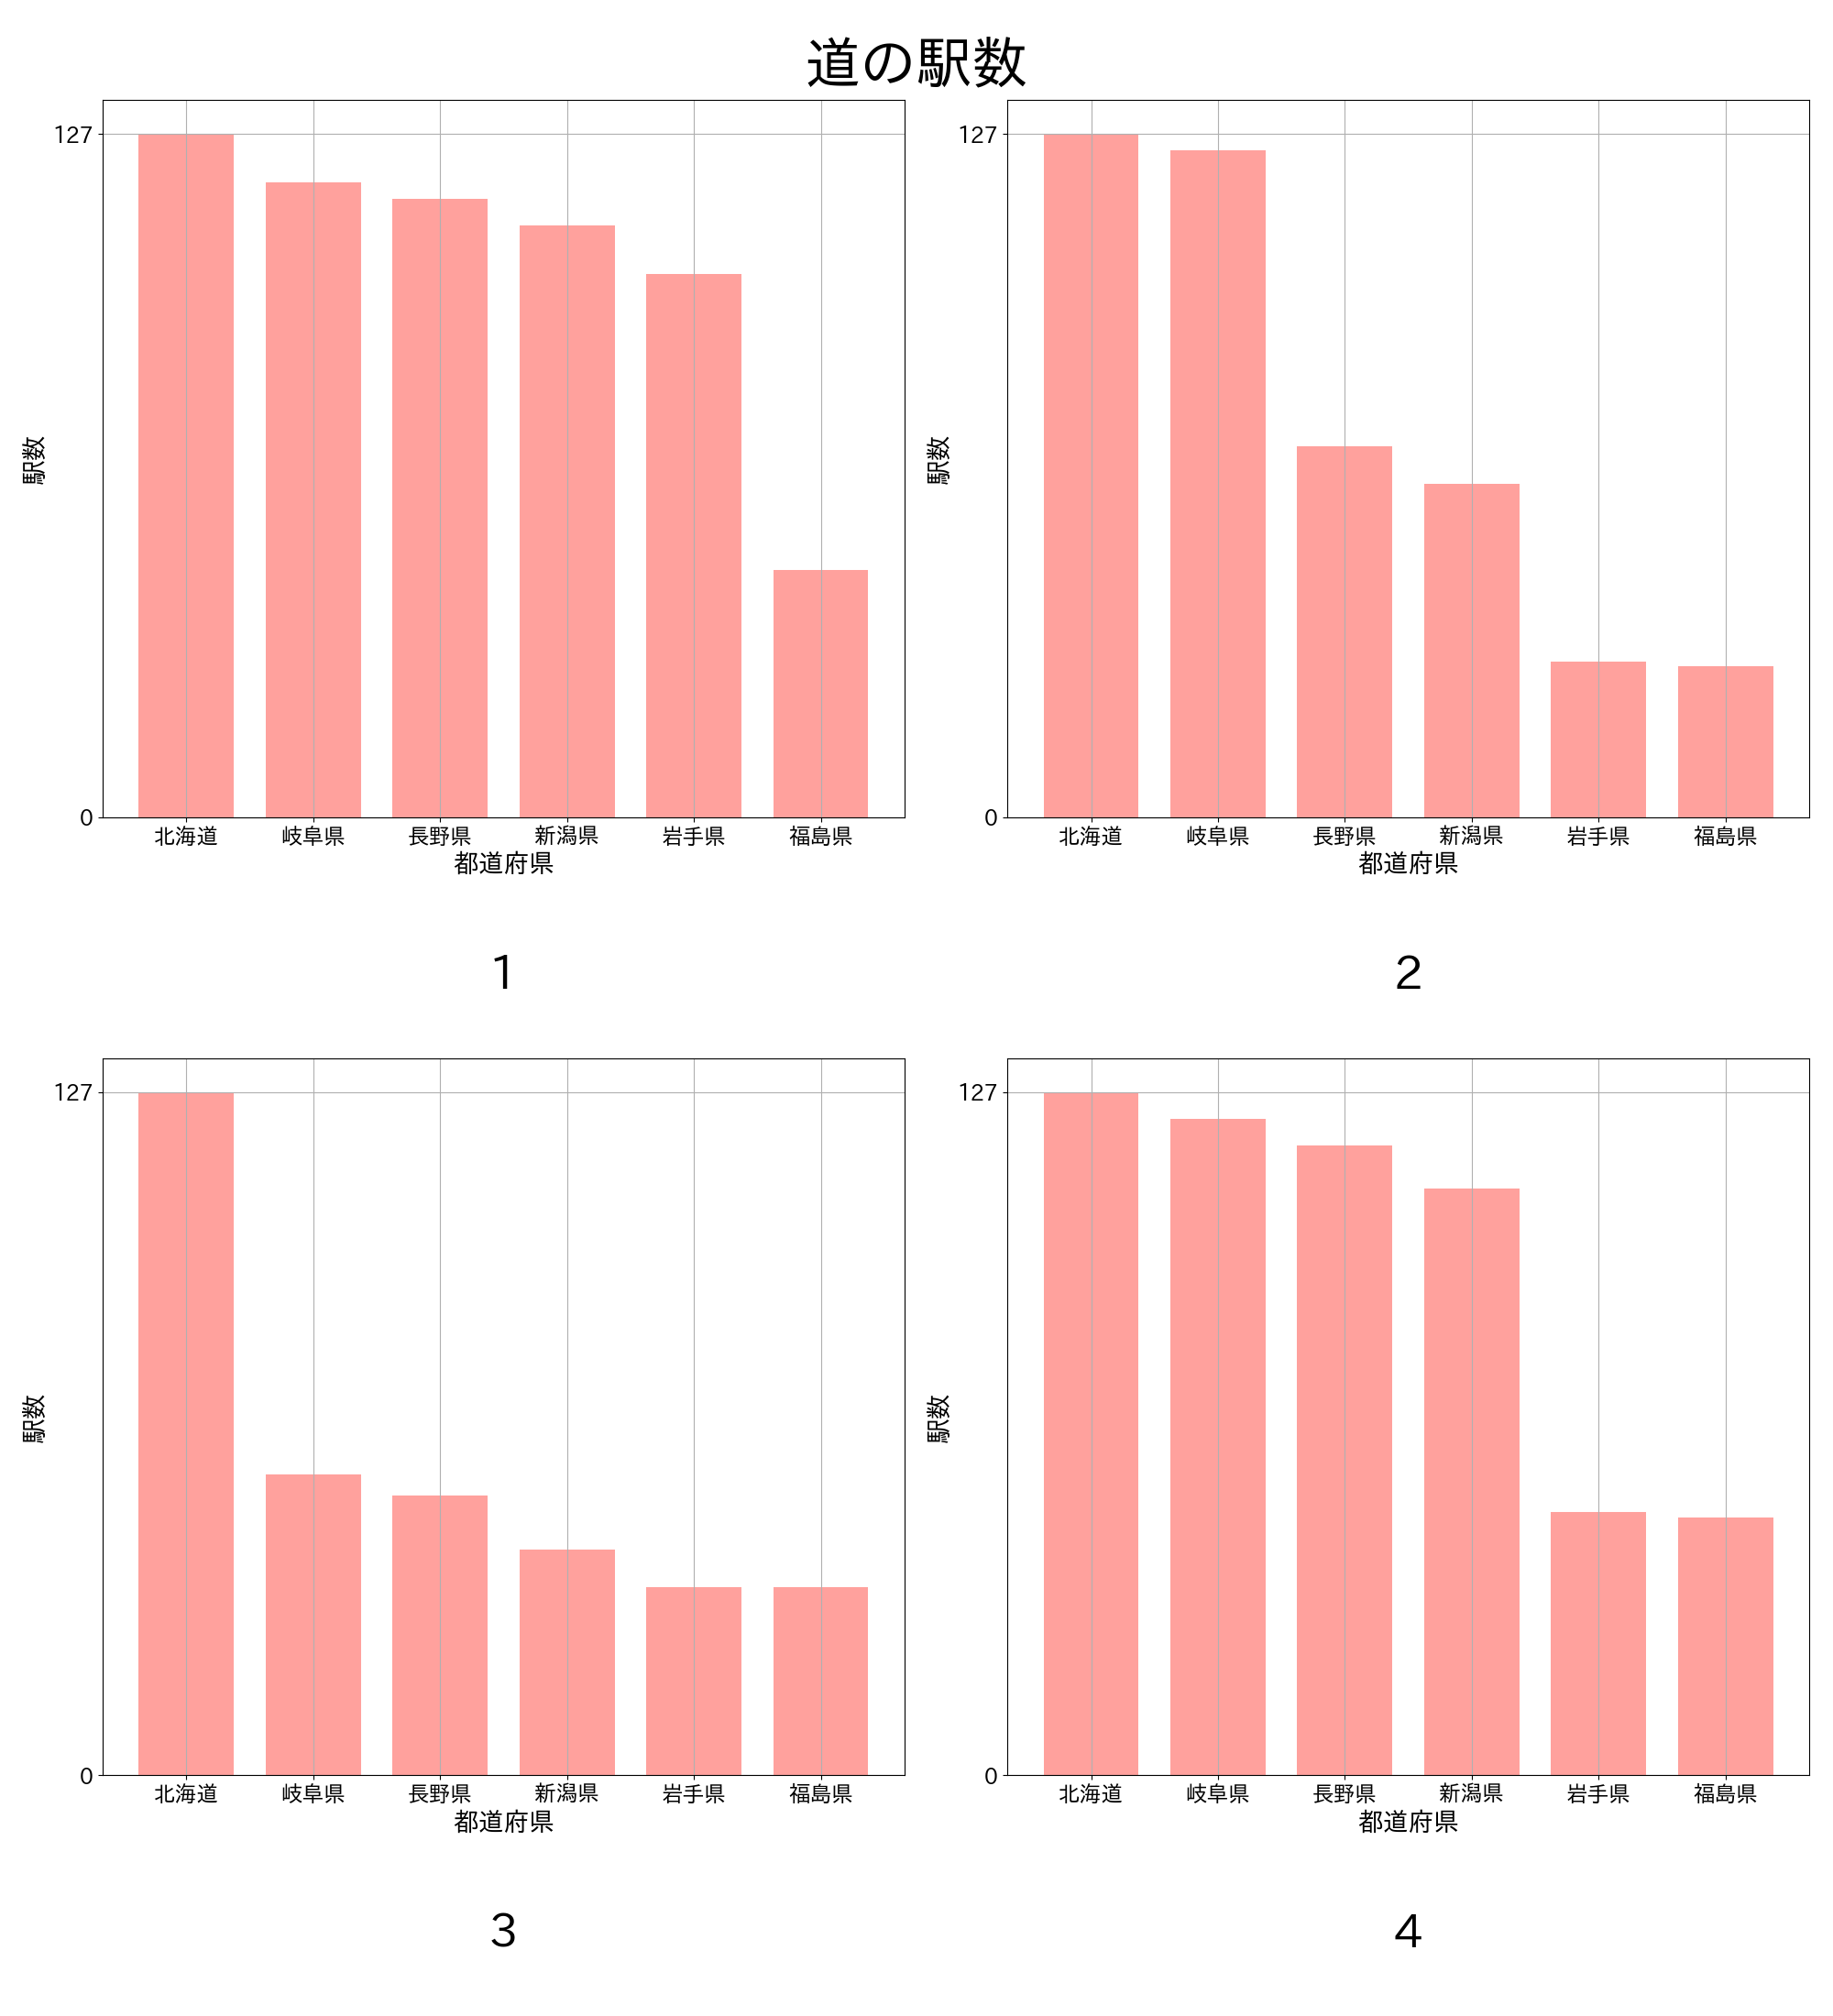 道の駅数
127
駅数
0
北海道 岐阜県 長野県 新潟県 岩手県 福島県
都道府県
1
127
駅数
0
北海道 岐阜県 長野県 新潟県 岩手県 福島県
都道府県
2
127
駅数
0
北海道 岐阜県 長野県 新潟県 岩手県 福島県
都道府県
3
127
駅数
0
北海道 岐阜県 長野県 新潟県 岩手県 福島県
都道府県
4